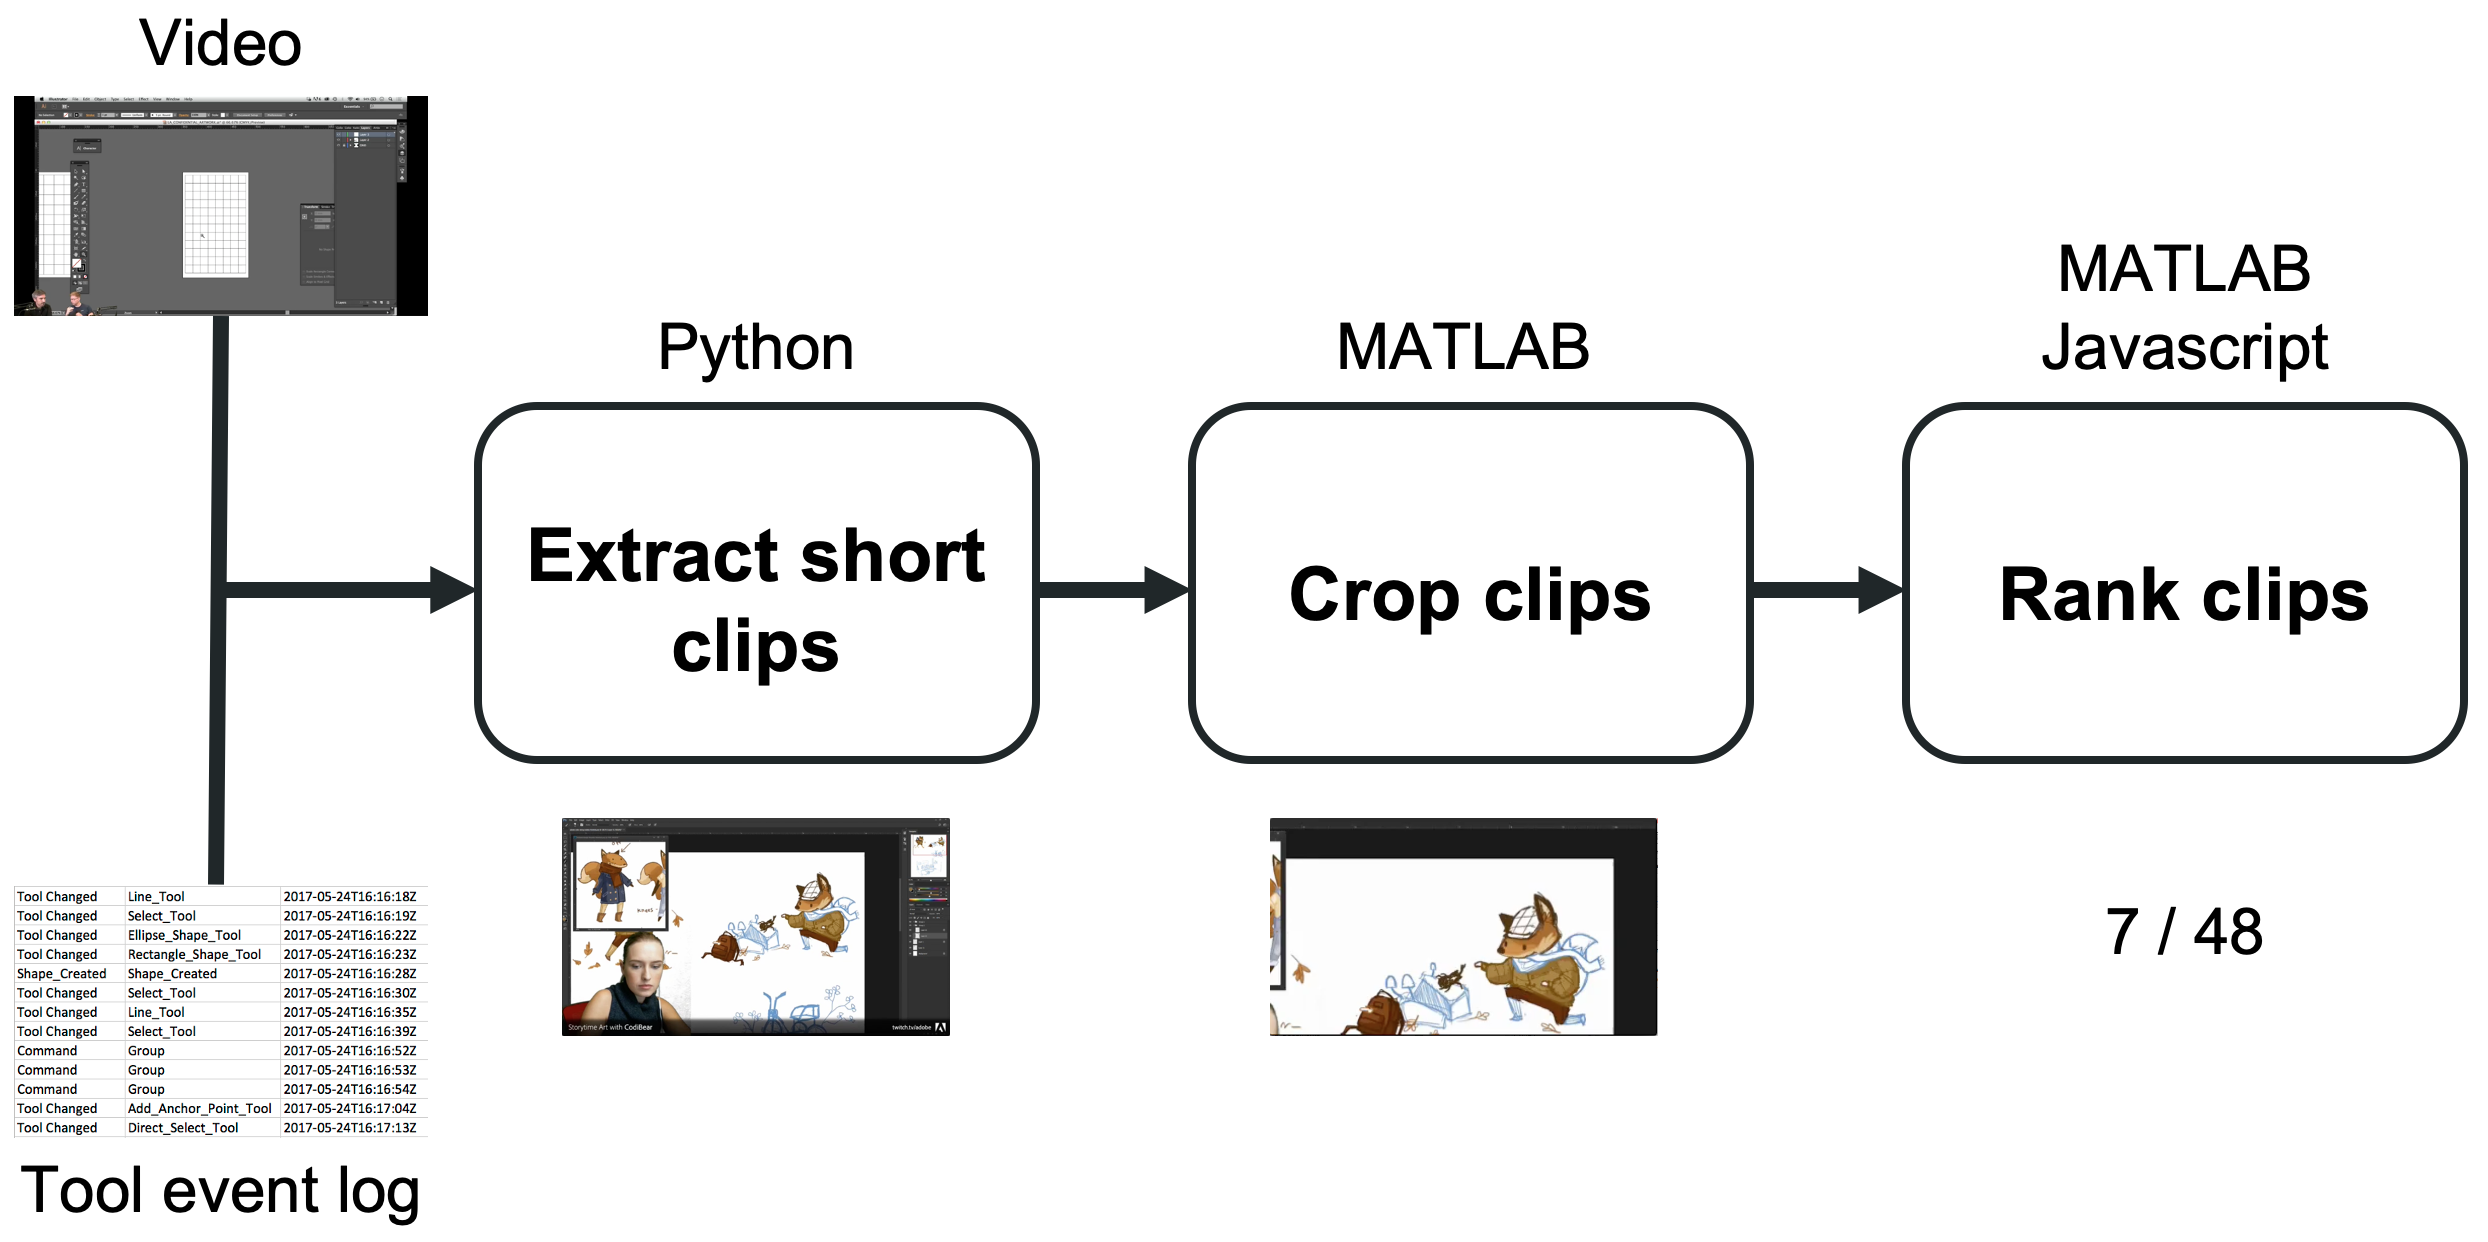 Video
Python
MATLAB
MATLAB
Javascript
Extract short
clips
Crop clips
Rank clips
Storytime Art with CodiBear
twitch.tv/adobe
7 / 48
Tool Changed Line_Tool 2017-05-24T16:16:18Z
Tool Changed Select_Tool 2017-05-24T16:16:19Z
Tool Changed Ellipse_Shape_Tool 2017-05-24T16:16:22Z
Tool Changed Rectangle_Shape_Tool 2017-05-24T16:16:23Z
Shape_Created Shape_Created 2017-05-24T16:16:28Z
Tool Changed Select_Tool 2017-05-24T16:16:30Z
Tool Changed Line_Tool 2017-05-24T16:16:35Z
Tool Changed Select_Tool 2017-05-24T16:16:39Z
Command Group 2017-05-24T16:16:52Z
Command Group 2017-05-24T16:16:53Z
Command Group 2017-05-24T16:16:54Z
Tool Changed Add_Anchor_Point_Tool 2017-05-24T16:17:04Z
Tool Changed Direct_Select_Tool 2017-05-24T16:17:13Z
Tool event log